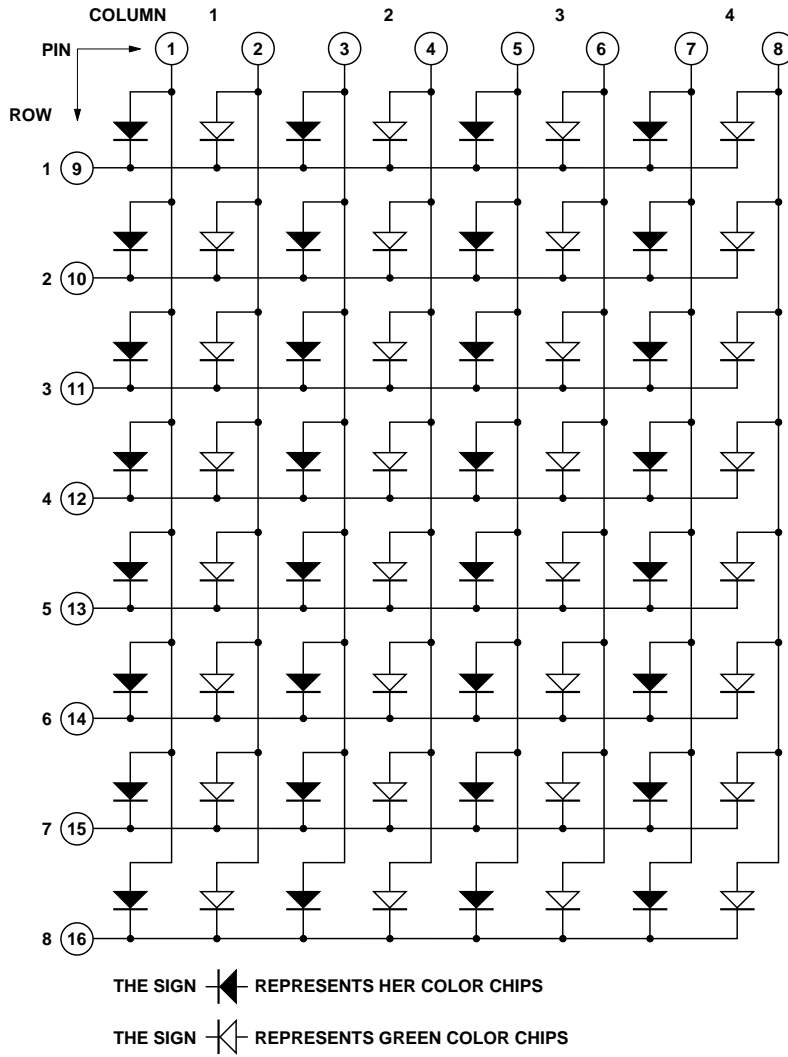 COLUMN 1 2 3 4
PIN 1 2 3 4 5 6 7 8
ROW
1 9
2 10
3 11
4 12
5 13
6 14
7 15
8 16
THE SIGN REPRESENTS HER COLOR CHIPS
THE SIGN REPRESENTS GREEN COLOR CHIPS